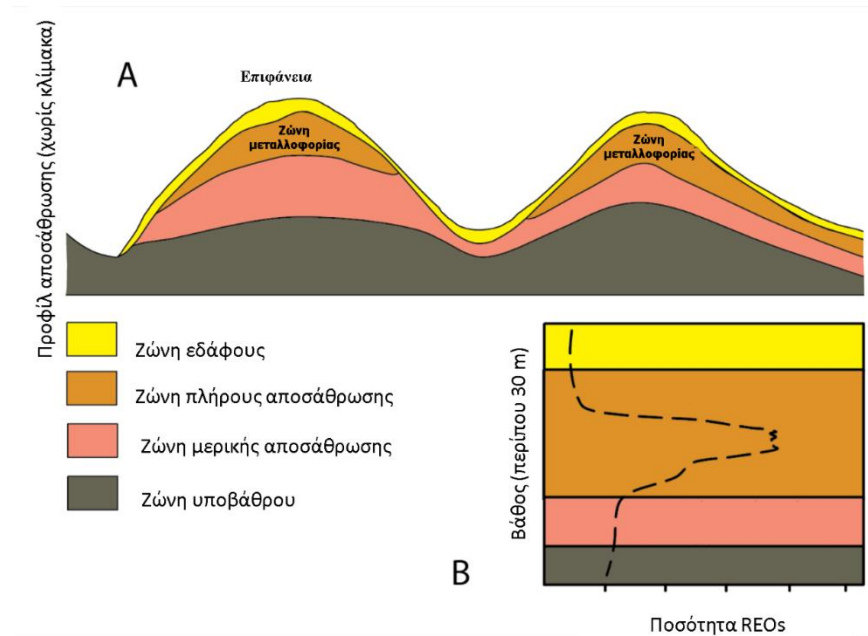 Προφίλ αποσάθρωσης (χωρίς κλίμακα)
A
Επιφάνεια
Ζώνη
μεταλλοφορίας
Ζώνη
μεταλλοφορίας
Ζώνη εδάφους
Ζώνη πλήρους αποσάθρωσης
Ζώνη μερικής αποσάθρωσης
Ζώνη υποβάθρου
B
Βάθος (περίπου 30 m)
Ποσότητα REOs